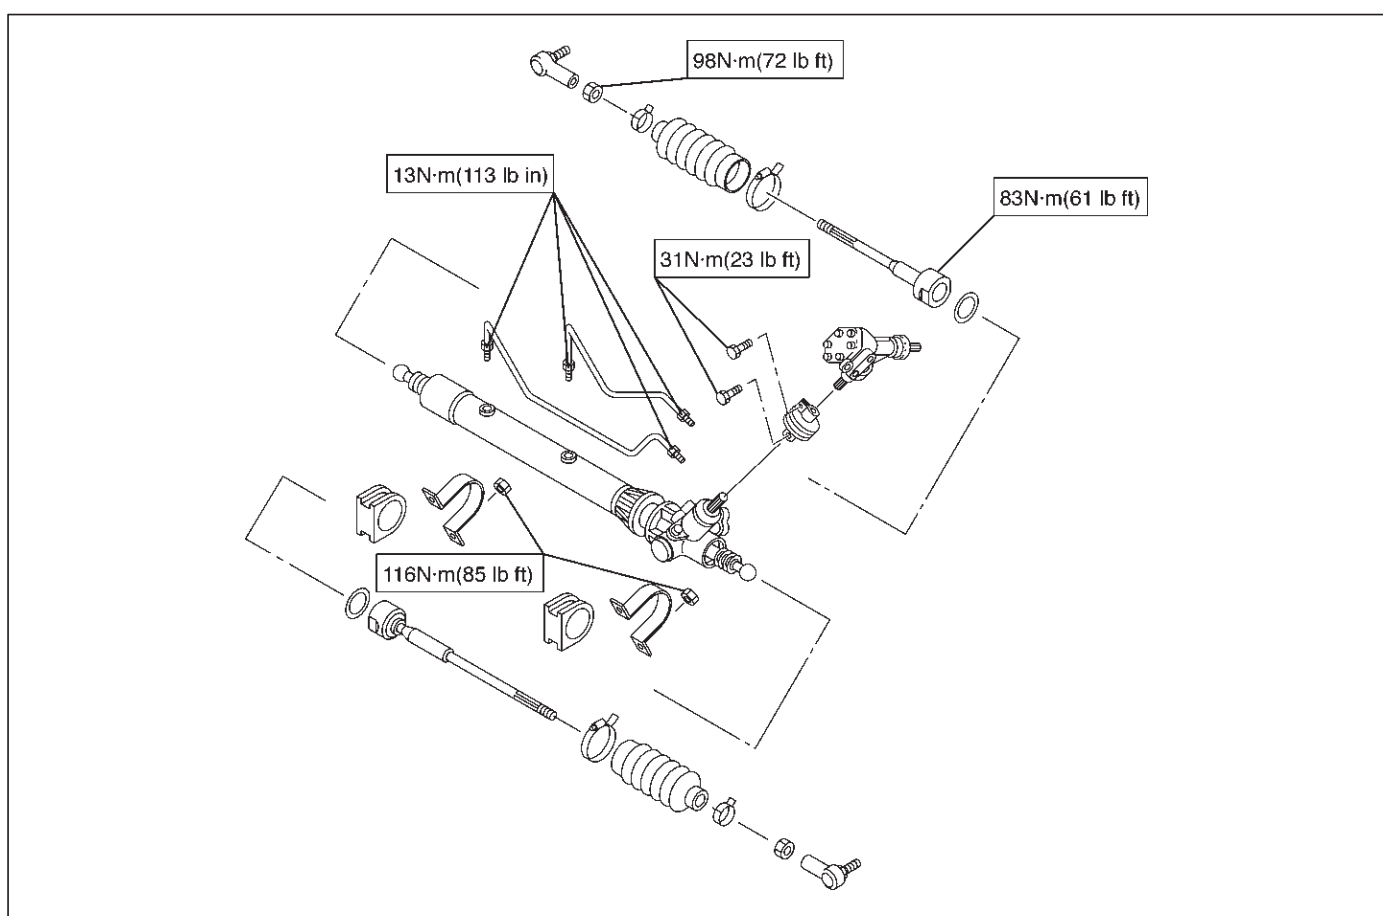 98N·m(72 lb ft)
13N·m(113 lb in)
83N·m(61 lb ft)
31N·m(23 lb ft)
116N·m(85 lb ft)